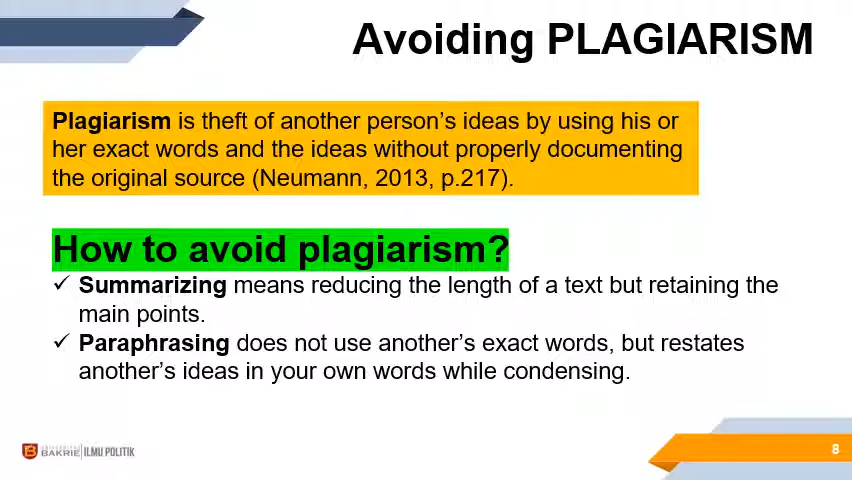 Avoiding PLAGIARISM
Plagiarism is theft of another person’s ideas by using his or
her exact words and the ideas without properly documenting
the original source (Neumann, 2013, p.217).
How to avoid plagiarism?
✓ Summarizing means reducing the length of a text but retaining the
main points.
✓ Paraphrasing does not use another’s exact words, but restates
another’s ideas in your own words while condensing.
UNIVERSITAS
BAKRIE
ILMU POLITIK
8